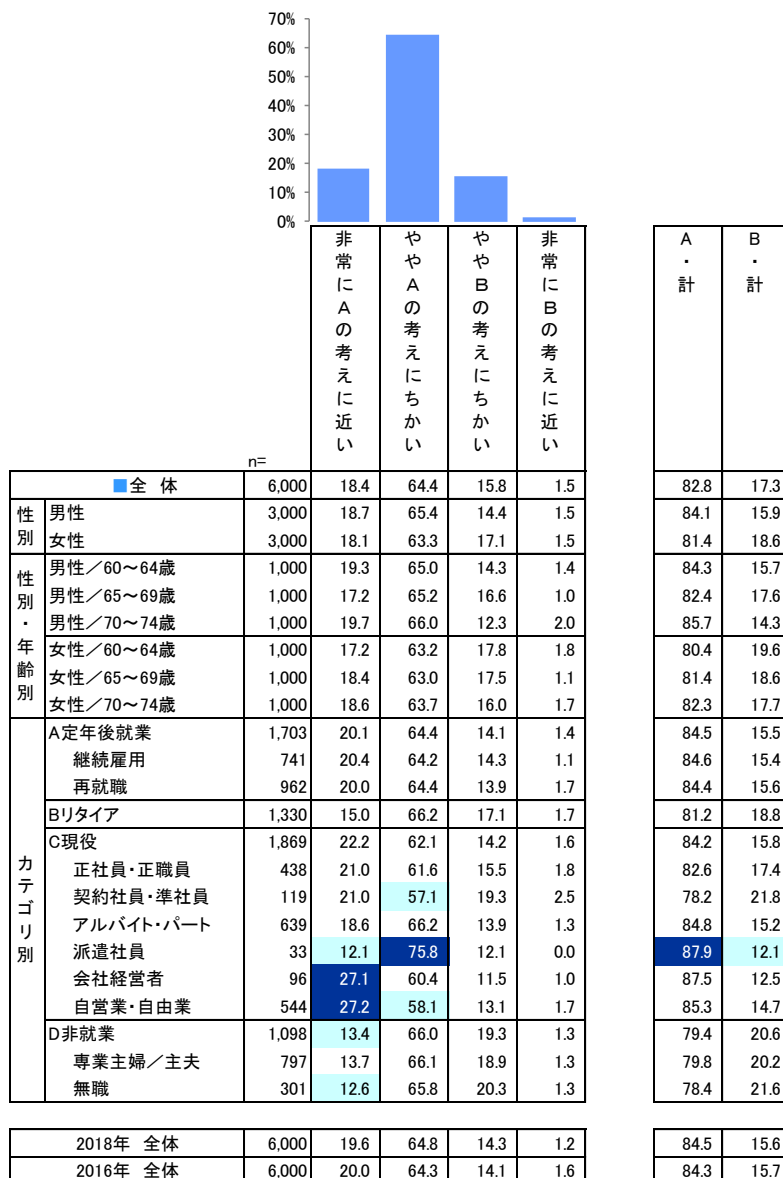 70%
60%
50%
40%
30%
20%
10%
0%
n=
非常にAの考えに近い
ややAの考えにちかい
ややBの考えにちかい
非常にBの考えに近い
A・計
B・計
■全 体 6,000 18.4 64.4 15.8 1.5 82.8 17.3
性別
男性 3,000 18.7 65.4 14.4 1.5 84.1 15.9
女性 3,000 18.1 63.3 17.1 1.5 81.4 18.6
性別・年齢別
男性／60～64歳 1,000 19.3 65.0 14.3 1.4 84.3 15.7
男性／65～69歳 1,000 17.2 65.2 16.6 1.0 82.4 17.6
男性／70～74歳 1,000 19.7 66.0 12.3 2.0 85.7 14.3
女性／60～64歳 1,000 17.2 63.2 17.8 1.8 80.4 19.6
女性／65～69歳 1,000 18.4 63.0 17.5 1.1 81.4 18.6
女性／70～74歳 1,000 18.6 63.7 16.0 1.7 82.3 17.7
カテゴリ別
A定年後就業 1,703 20.1 64.4 14.1 1.4 84.5 15.5
継続雇用 741 20.4 64.2 14.3 1.1 84.6 15.4
再就職 962 20.0 64.4 13.9 1.7 84.4 15.6
Bリタイア 1,330 15.0 66.2 17.1 1.7 81.2 18.8
C現役 1,869 22.2 62.1 14.2 1.6 84.2 15.8
正社員・正職員 438 21.0 61.6 15.5 1.8 82.6 17.4
契約社員・準社員 119 21.0 57.1 19.3 2.5 78.2 21.8
アルバイト・パート 639 18.6 66.2 13.9 1.3 84.8 15.2
派遣社員 33 12.1 75.8 12.1 0.0 87.9 12.1
会社経営者 96 27.1 60.4 11.5 1.0 87.5 12.5
自営業・自由業 544 27.2 58.1 13.1 1.7 85.3 14.7
D非就業 1,098 13.4 66.0 19.3 1.3 79.4 20.6
専業主婦／主夫 797 13.7 66.1 18.9 1.3 79.8 20.2
無職 301 12.6 65.8 20.3 1.3 78.4 21.6
2018年 全体 6,000 19.6 64.8 14.3 1.2 84.5 15.6
2016年 全体 6,000 20.0 64.3 14.1 1.6 84.3 15.7